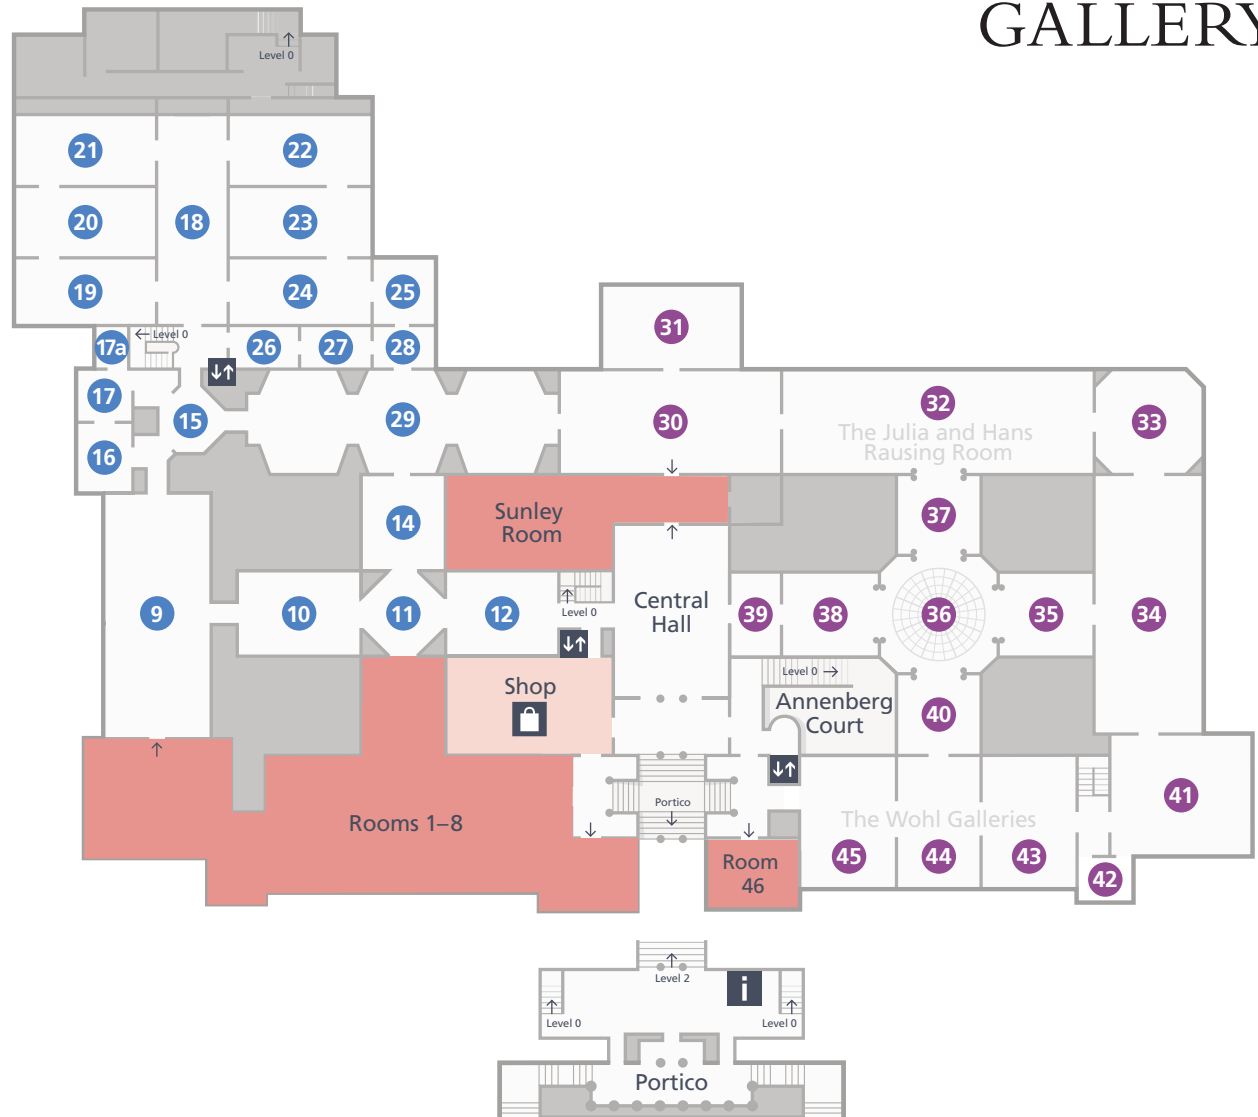 GALLERY
Level 0
21
22
20
18
23
19
24
25
17a
← Level 0
26
27
28
31
17
15
29
30
32
33
The Julia and Hans
Rausing Room
16
14
Sunley
Room
37
9
10
11
12
Level 0
Central
Hall
39
38
36
35
34
Shop
Level 0 →
Annenberg
Court
40
Rooms 1–8
Portico
The Wohl Galleries
41
Room
46
45
44
43
42
Level 2
i
Level 0
Level 0
Portico